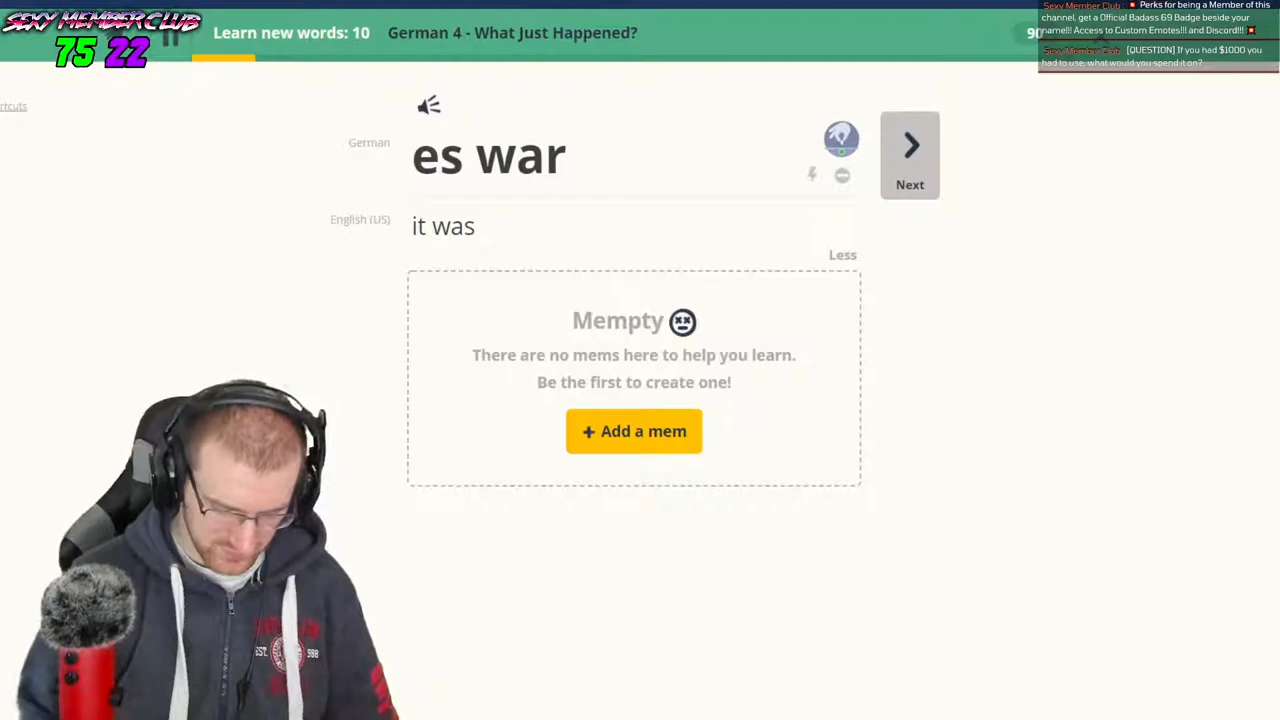 SEXY MEMBER CLUB
75 22
Learn new words: 10
German 4 - What Just Happened?
90
Sexy Member Club: 💥 Perks for being a Member of this
channel, get a Official Badass 69 Badge beside your
name!!! Access to Custom Emotes!!! and Discord!!! 💥
Sexy Member Club: [QUESTION] If you had $1000 you
had to use, what would you spend it on?
rtcuts
German
es war
Next
English (US)
it was
Less
Mempty
There are no mems here to help you learn.
Be the first to create one!
+ Add a mem
EST. 988